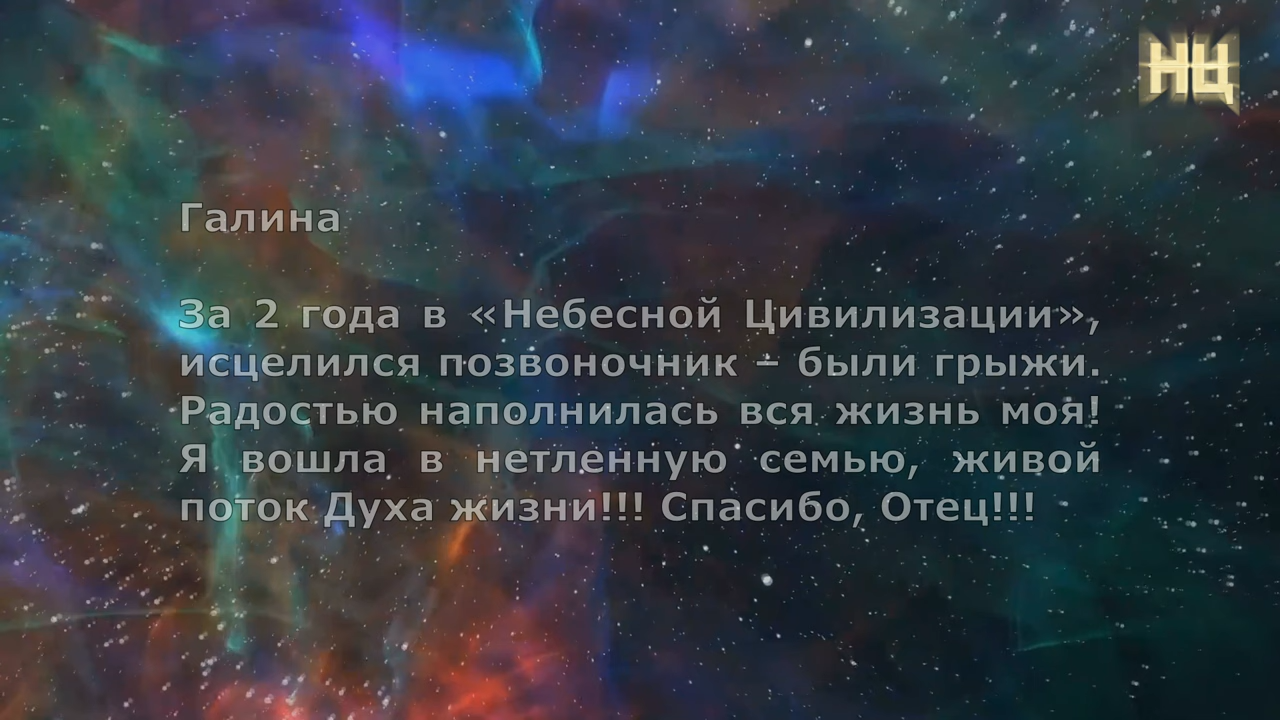 НЦ
Галина
За 2 года в «Небесной Цивилизации»,
исцелился позвоночник – были грыжи.
Радостью наполнилась вся жизнь моя!
Я вошла в нетленную семью, живой
поток Духа жизни!!! Спасибо, Отец!!!